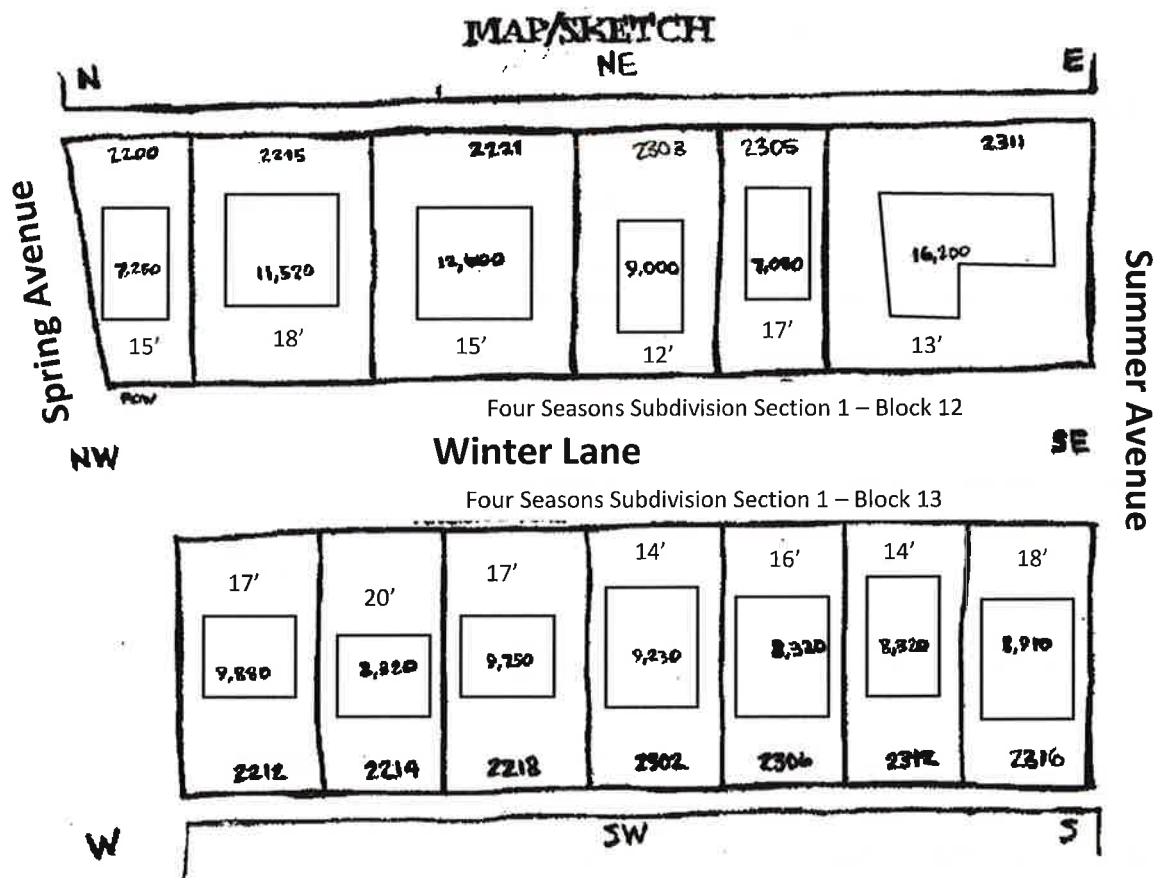 MAP/SKETCH
N
NE
E
2200
2215
2221
2303
2305
2311
7,250
11,520
12,400
9,000
7,080
16,200
15'
18'
15'
12'
17'
13'
Spring Avenue
Summer Avenue
ROW
Four Seasons Subdivision Section 1 – Block 12
NW
Winter Lane
SE
Four Seasons Subdivision Section 1 – Block 13
17'
20'
17'
14'
16'
14'
18'
9,880
8,320
9,750
9,230
8,320
8,320
8,910
2212
2214
2218
2302
2306
2312
2316
W
SW
S